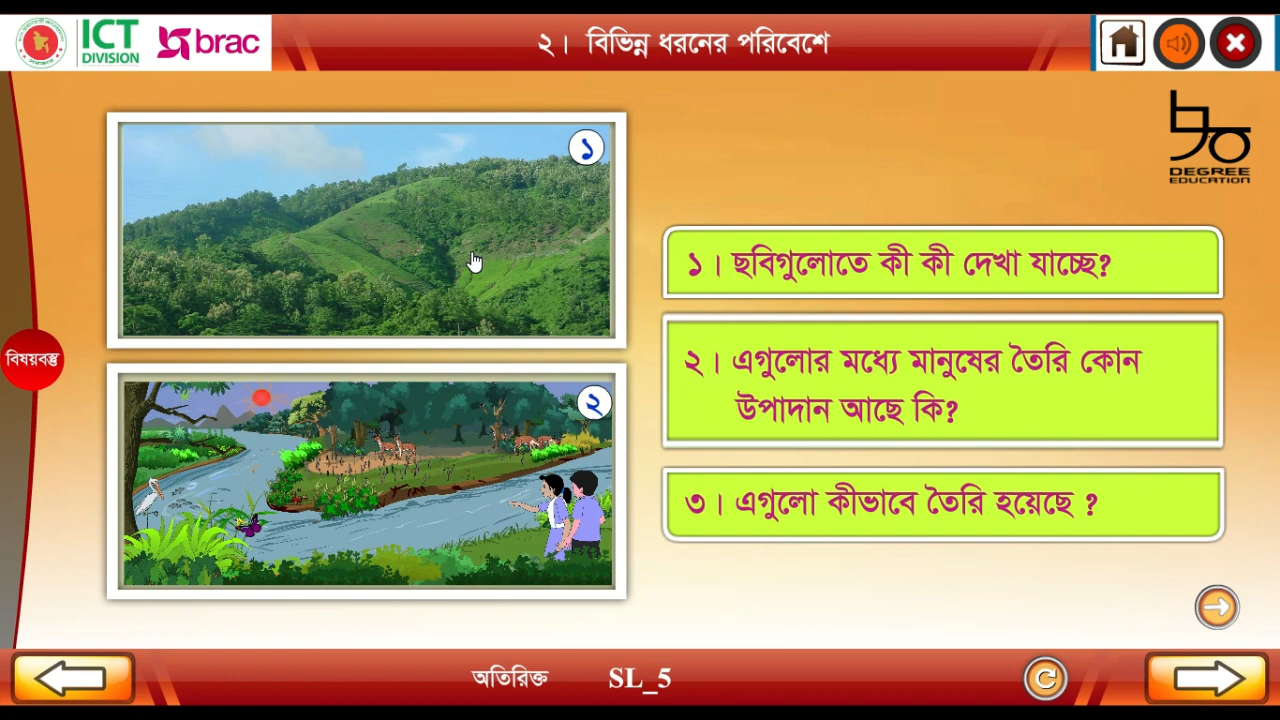 ICT
DIVISION
brac
২। বিভিন্ন ধরনের পরিবেশে
১০
DEGREE
EDUCATION
১
২
বিষয়বস্তু
১। ছবিগুলোতে কী কী দেখা যাচ্ছে?
২। এগুলোর মধ্যে মানুষের তৈরি কোন
উপাদান আছে কি?
৩। এগুলো কীভাবে তৈরি হয়েছে ?
অতিরিক্ত SL_5